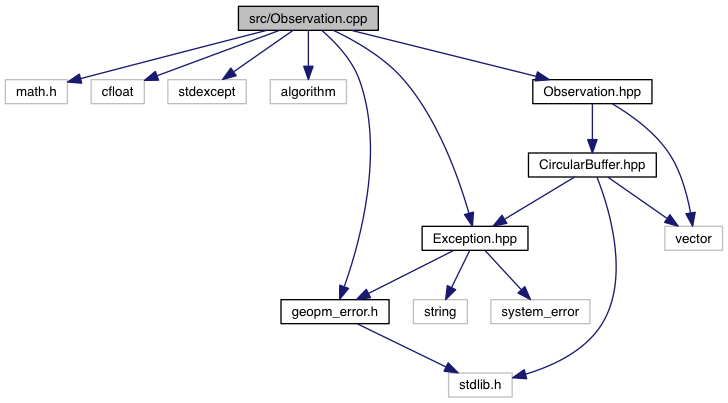 src/Observation.cpp
math.h
cfloat
stdexcept
algorithm
Observation.hpp
CircularBuffer.hpp
Exception.hpp
vector
geopm_error.h
string
system_error
stdlib.h